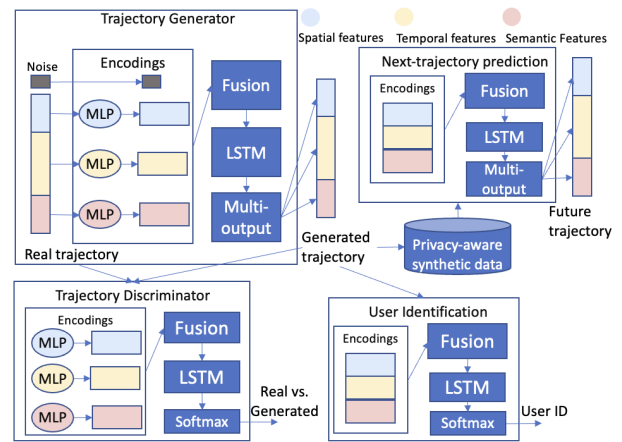 Trajectory Generator
Spatial features
Temporal features
Semantic Features
Noise
Encodings
MLP
MLP
MLP
Fusion
LSTM
Multi-
output
Next-trajectory prediction
Encodings
Fusion
LSTM
Multi-
output
Future
trajectory
Real trajectory
Generated
trajectory
Privacy-aware
synthetic data
Trajectory Discriminator
Encodings
MLP
MLP
MLP
Fusion
LSTM
Softmax
Real vs.
Generated
User Identification
Encodings
Fusion
LSTM
Softmax
User ID